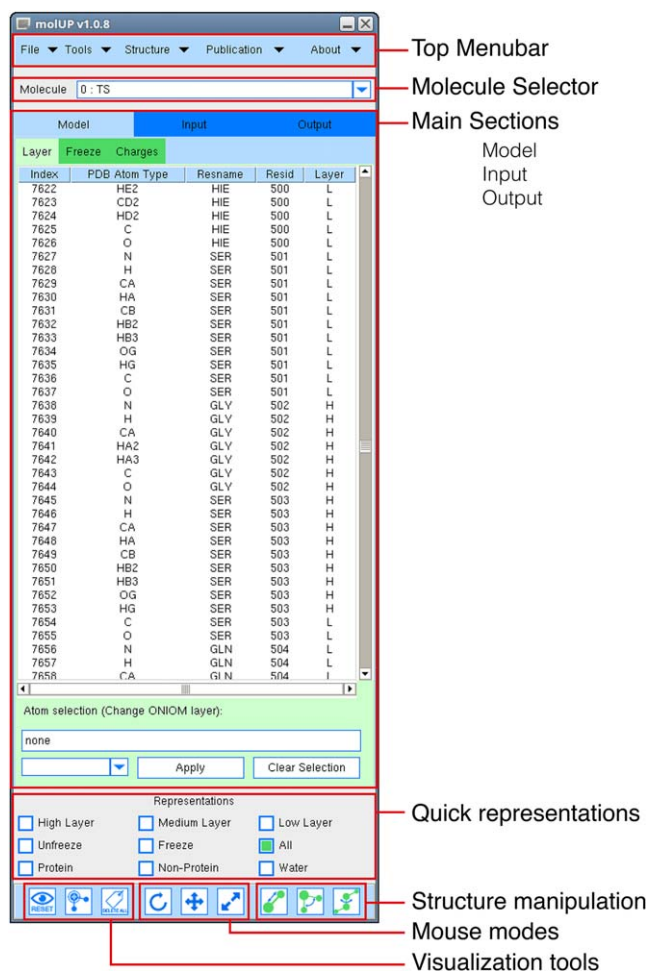 molUP v1.0.8
File Tools Structure Publication About
Top Menubar
Molecule 0 : TS
Molecule Selector
Main Sections
Model
Input
Output
Model Input Output
Layer Freeze Charges
Index PDB Atom Type Resname Resid Layer
7622 HE2 HIE 500 L
7623 CD2 HIE 500 L
7624 HD2 HIE 500 L
7625 C HIE 500 L
7626 O HIE 500 L
7627 N SER 501 L
7628 H SER 501 L
7629 CA SER 501 L
7630 HA SER 501 L
7631 CB SER 501 L
7632 HB2 SER 501 L
7633 HB3 SER 501 L
7634 OG SER 501 L
7635 HG SER 501 L
7636 C SER 501 L
7637 O SER 501 L
7638 N GLY 502 H
7639 H GLY 502 H
7640 CA GLY 502 H
7641 HA2 GLY 502 H
7642 HA3 GLY 502 H
7643 C GLY 502 H
7644 O GLY 502 H
7645 N SER 503 H
7646 H SER 503 H
7647 CA SER 503 H
7648 HA SER 503 H
7649 CB SER 503 H
7650 HB2 SER 503 H
7651 HB3 SER 503 H
7652 OG SER 503 H
7653 HG SER 503 H
7654 C SER 503 L
7655 O SER 503 L
7656 N GLN 504 L
7657 H GLN 504 L
7658 CA GLN 504 L
Atom selection (Change ONIOM layer):
none
Apply Clear Selection
Representations
High Layer Medium Layer Low Layer
Unfreeze Freeze All
Protein Non-Protein Water
Quick representations
RESET DELETE ALL
Structure manipulation
Mouse modes
Visualization tools